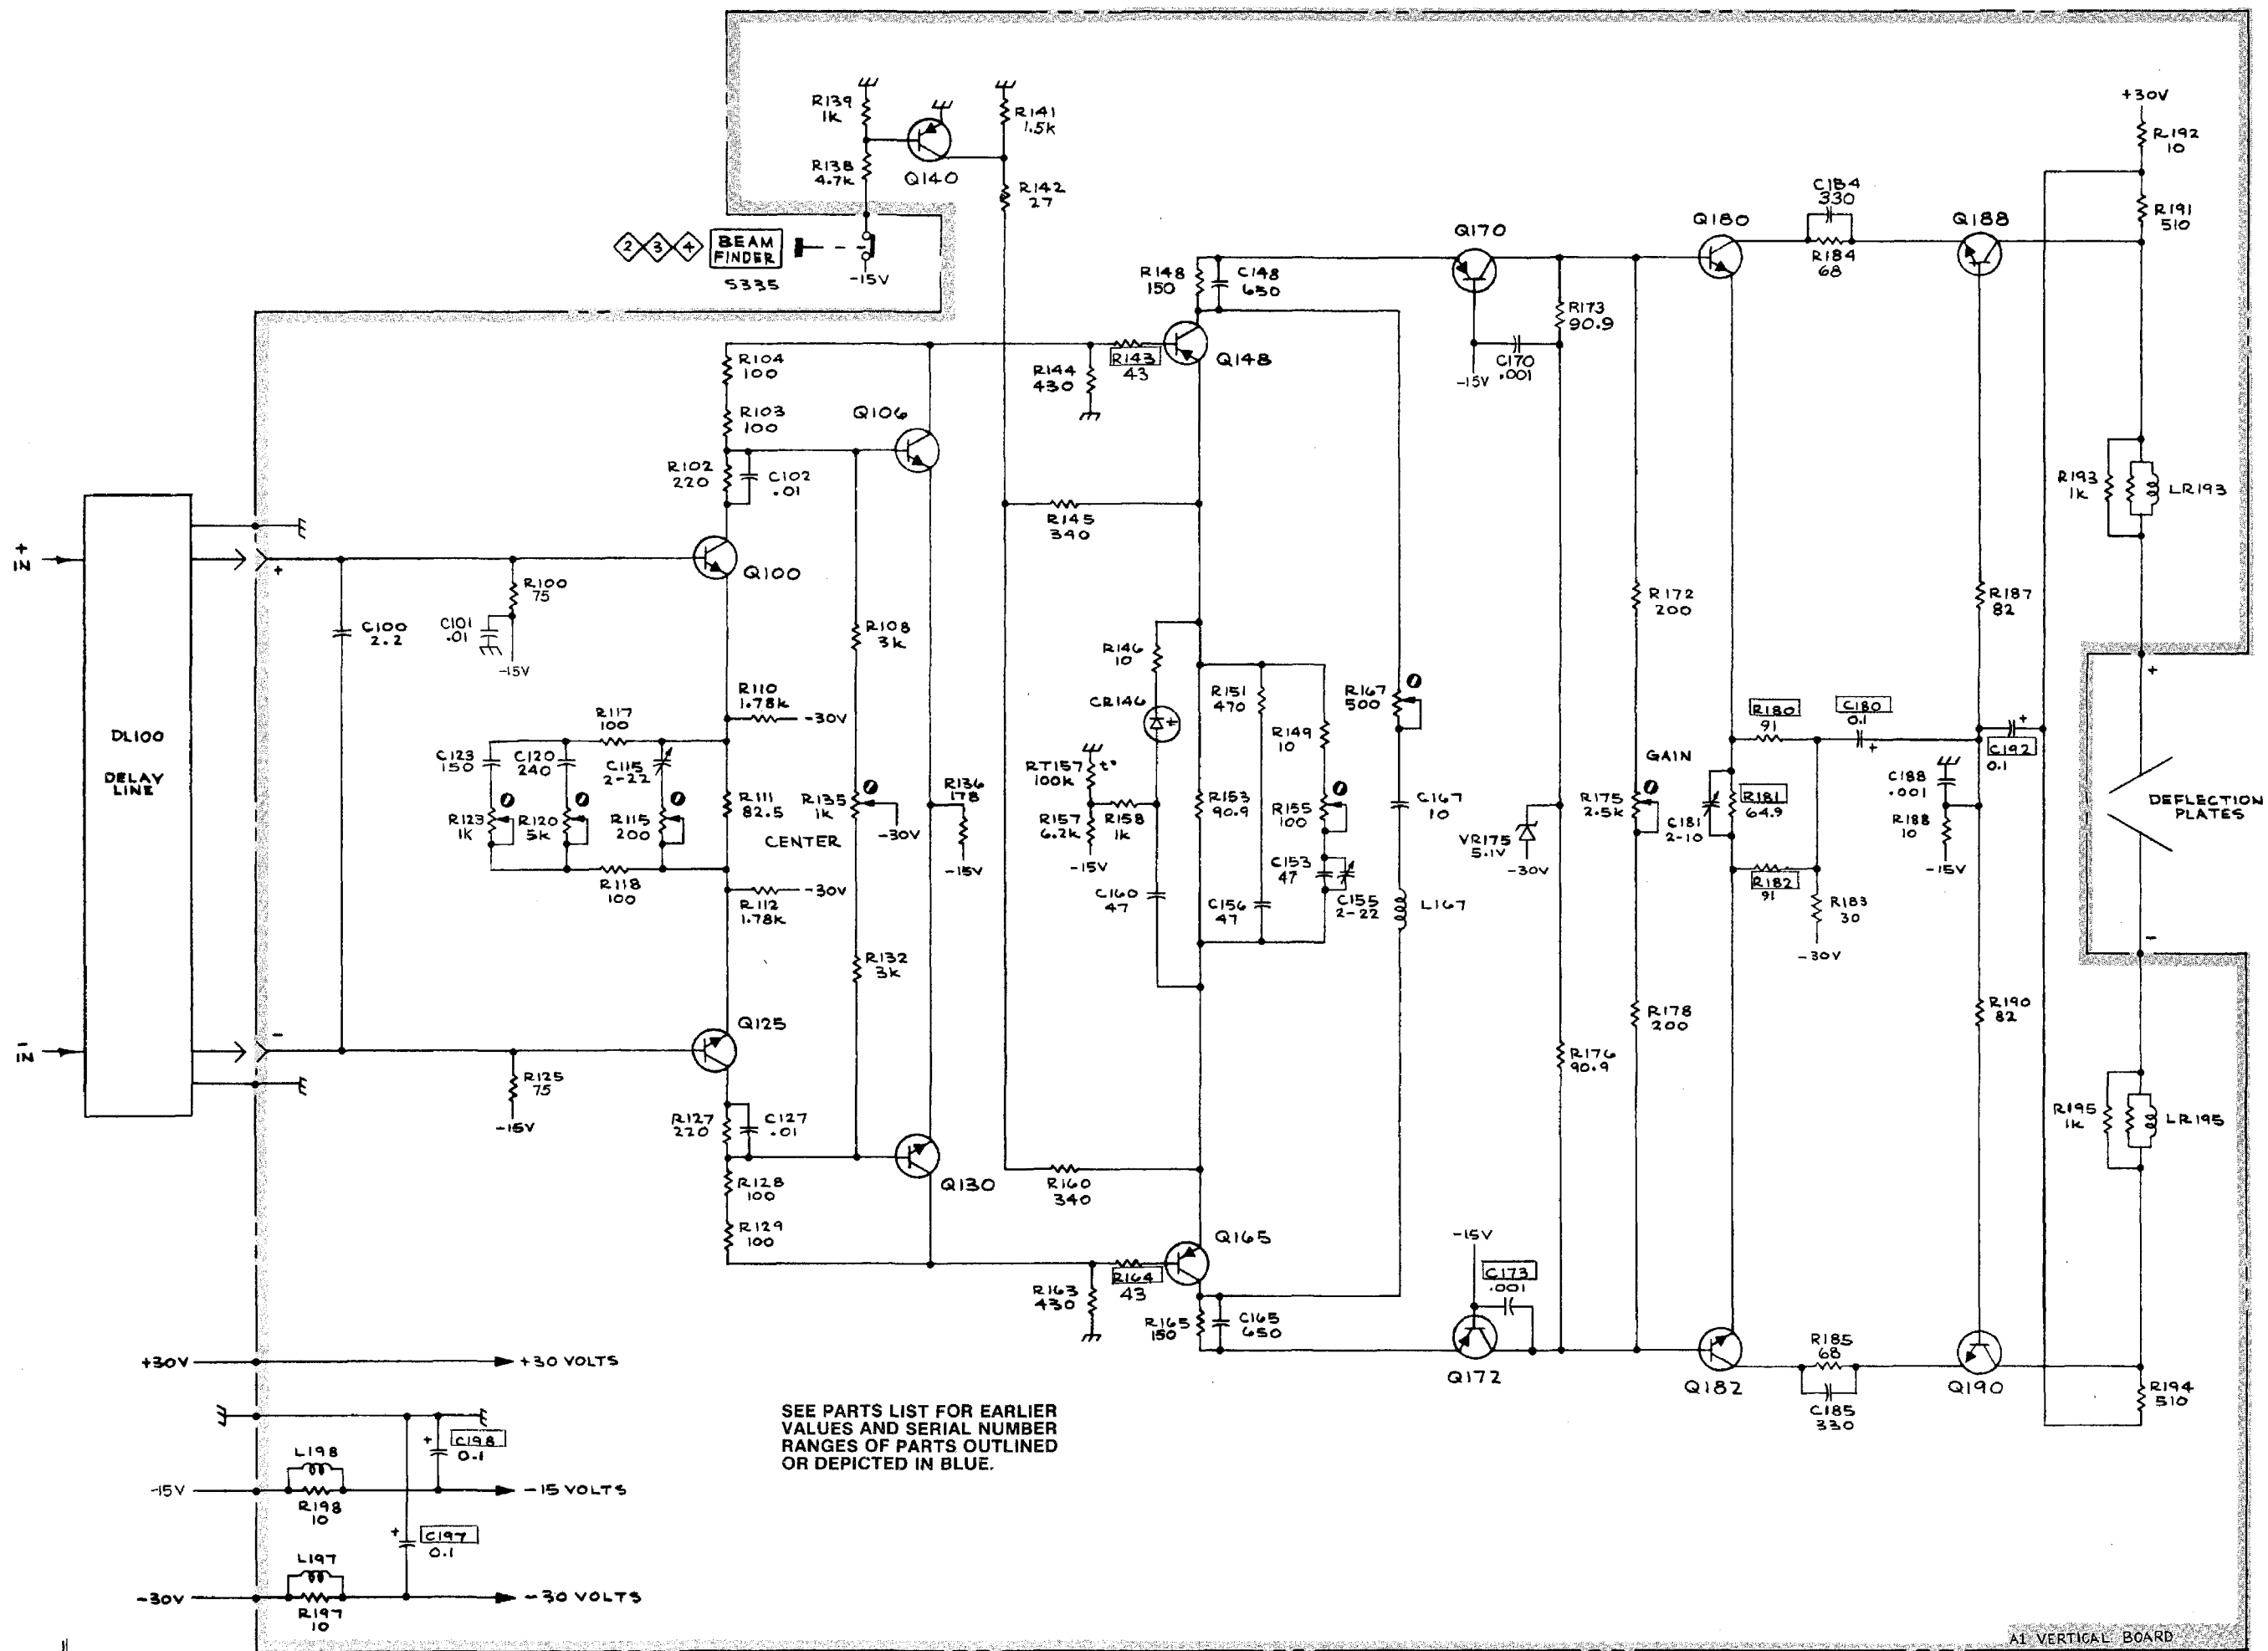 R139
1K
R138
4.7K
Q140
R141
1.5K
R142
27
2 3 4
BEAM
FINDER
S335
-15V
+30V
R192
10
R191
510
C184
330
R184
68
Q180
Q188
Q170
R148
150
C148
650
Q148
R173
90.9
C170
.001
-15V
R104
100
R103
100
Q106
R144
430
R143
43
R102
220
C102
.01
R145
340
R193
1K
LR193
+
IN
+
Q100
R100
75
C101
.01
-15V
C100
2.2
R108
3K
R172
200
R187
82
R110
1.78K
-30V
R146
10
CR146
R151
470
R149
10
R167
500
R180
91
C180
0.1
+
+
C192
0.1
+
DL100
DELAY
LINE
R117
100
C123
150
C120
240
C115
2-22
R123
1K
R120
5K
R115
200
R111
82.5
R135
1K
CENTER
-30V
R136
178
-15V
RT157
100K
t°
R157
6.2K
-15V
R158
1K
R153
90.9
R155
100
C167
10
GAIN
R175
2.5K
VR175
5.1V
-30V
C181
2-10
R181
64.9
C188
.001
R188
10
-15V
DEFLECTION
PLATES
R118
100
-30V
R112
1.78K
C160
47
C156
47
C153
47
C155
2-22
L167
R182
91
R183
30
-30V
-
R132
3K
Q125
-
IN
-
R125
75
-15V
R178
200
R176
90.9
R190
82
R195
1K
LR195
R127
220
C127
.01
R128
100
R129
100
Q130
R160
340
Q165
R163
430
R164
43
R165
150
C165
650
-15V
C173
.001
Q172
Q182
R185
68
C185
330
Q190
R194
510
+30V
+30 VOLTS
L198
+
C198
0.1
-15V
-15 VOLTS
R198
10
+
C197
0.1
L197
-30V
-30 VOLTS
R197
10
SEE PARTS LIST FOR EARLIER
VALUES AND SERIAL NUMBER
RANGES OF PARTS OUTLINED
OR DEPICTED IN BLUE.
A1 VERTICAL BOARD